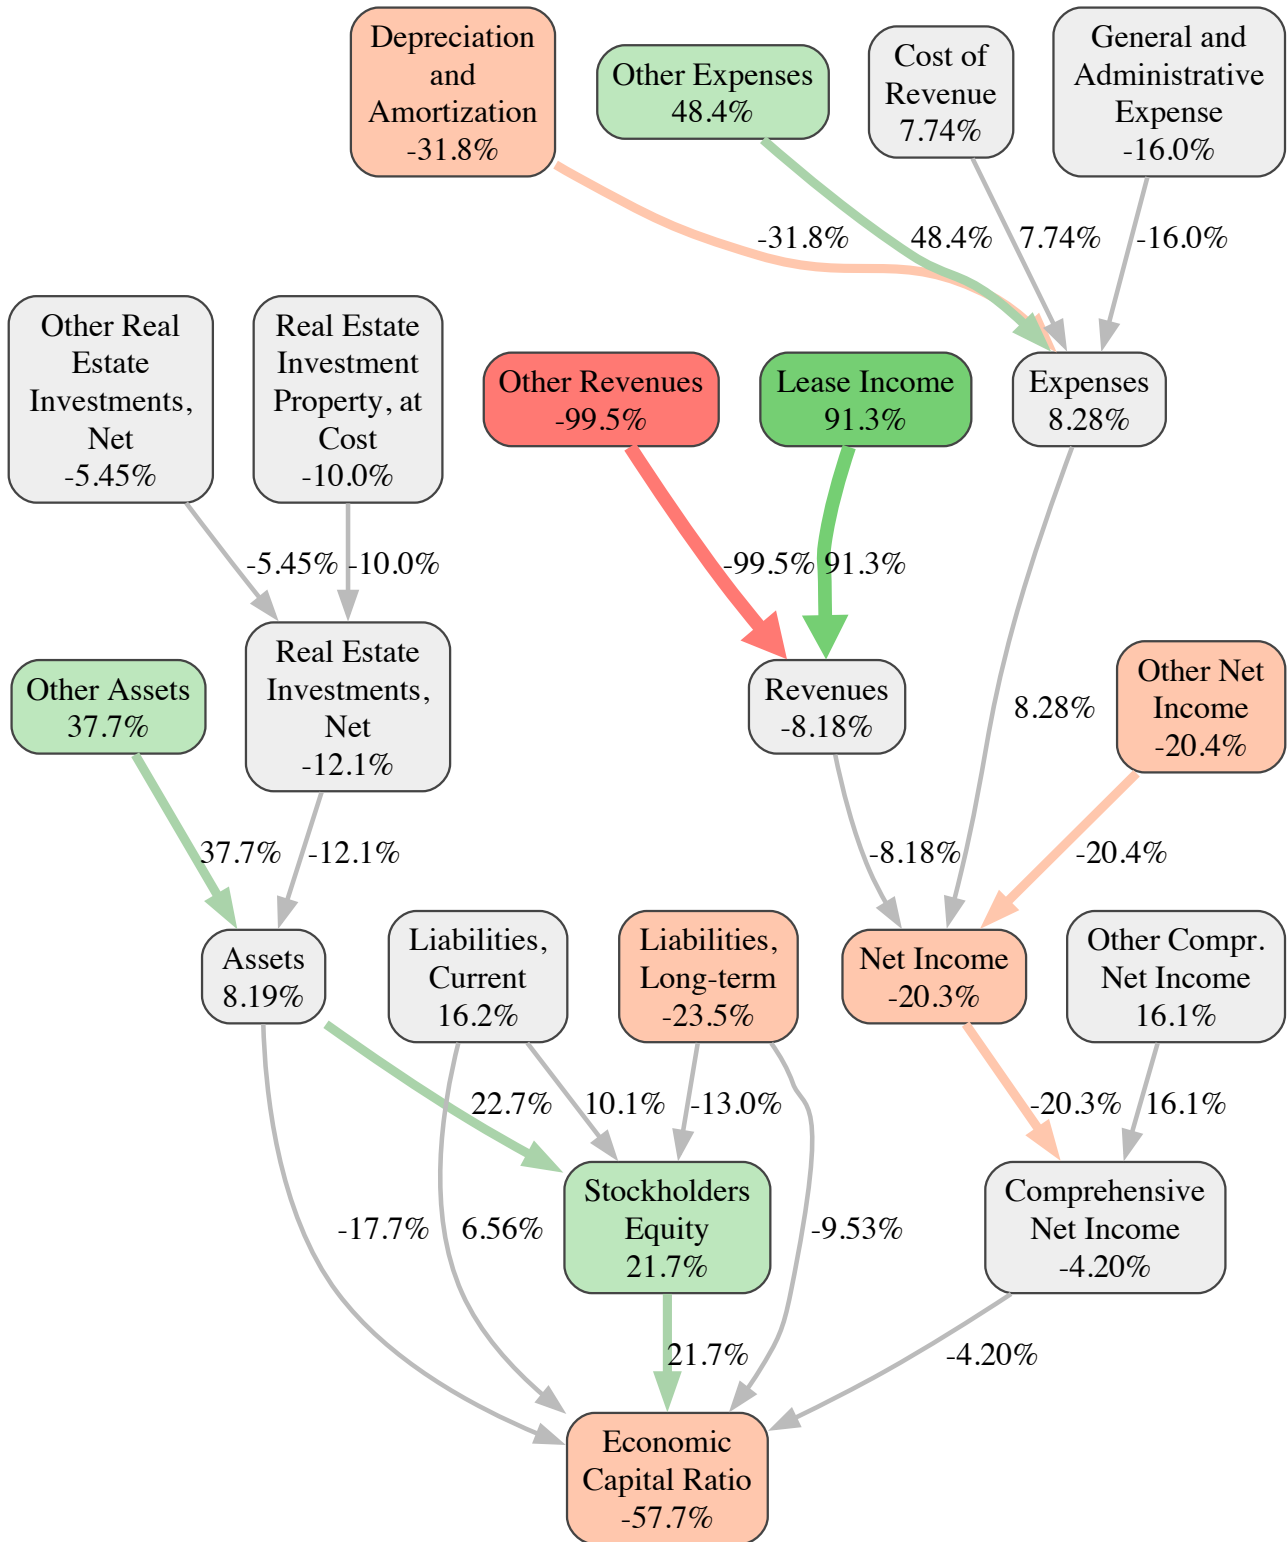 Depreciation
and
Amortization
-31.8%
Other Expenses
48.4%
Cost of
Revenue
7.74%
General and
Administrative
Expense
-16.0%
-31.8%
48.4%
7.74%
-16.0%
Other Real
Estate
Investments,
Net
-5.45%
Real Estate
Investment
Property, at
Cost
-10.0%
Other Revenues
-99.5%
Lease Income
91.3%
Expenses
8.28%
-5.45%
-10.0%
-99.5%
91.3%
Other Assets
37.7%
Real Estate
Investments,
Net
-12.1%
Revenues
-8.18%
8.28%
Other Net
Income
-20.4%
37.7%
-12.1%
-8.18%
-20.4%
Assets
8.19%
Liabilities,
Current
16.2%
Liabilities,
Long-term
-23.5%
Net Income
-20.3%
Other Compr.
Net Income
16.1%
22.7%
10.1%
-13.0%
-20.3%
16.1%
-17.7%
6.56%
Stockholders
Equity
21.7%
-9.53%
Comprehensive
Net Income
-4.20%
21.7%
-4.20%
Economic
Capital Ratio
-57.7%